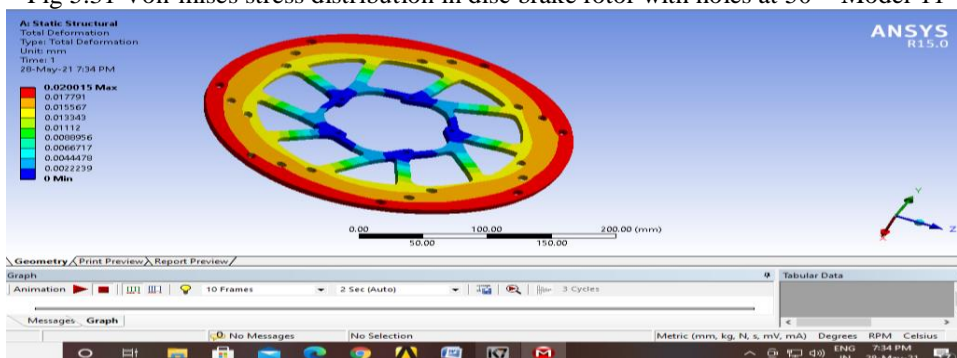 Fig 5.31 Von-mises stress distribution in disc brake rotor with holes at 30
A: Static Structural
Total Deformation
Type: Total Deformation
Unit: mm
Time: 1
28-May-21 7:34 PM
0.020015 Max
0.017791
0.015567
0.013343
0.01112
0.0088956
0.0066717
0.0044478
0.0022239
0 Min
ANSYS
R15.0
0.00 100.00 200.00 (mm)
50.00 150.00
Y
Z
Geometry Print Preview Report Preview
Graph
Tabular Data
Animation 10 Frames 2 Sec (Auto) 3 Cycles
Messages Graph
No Messages No Selection Metric (mm, kg, N, s, mV, mA) Degrees RPM Celsius
ENG 7:34 PM
IN 28-May-21